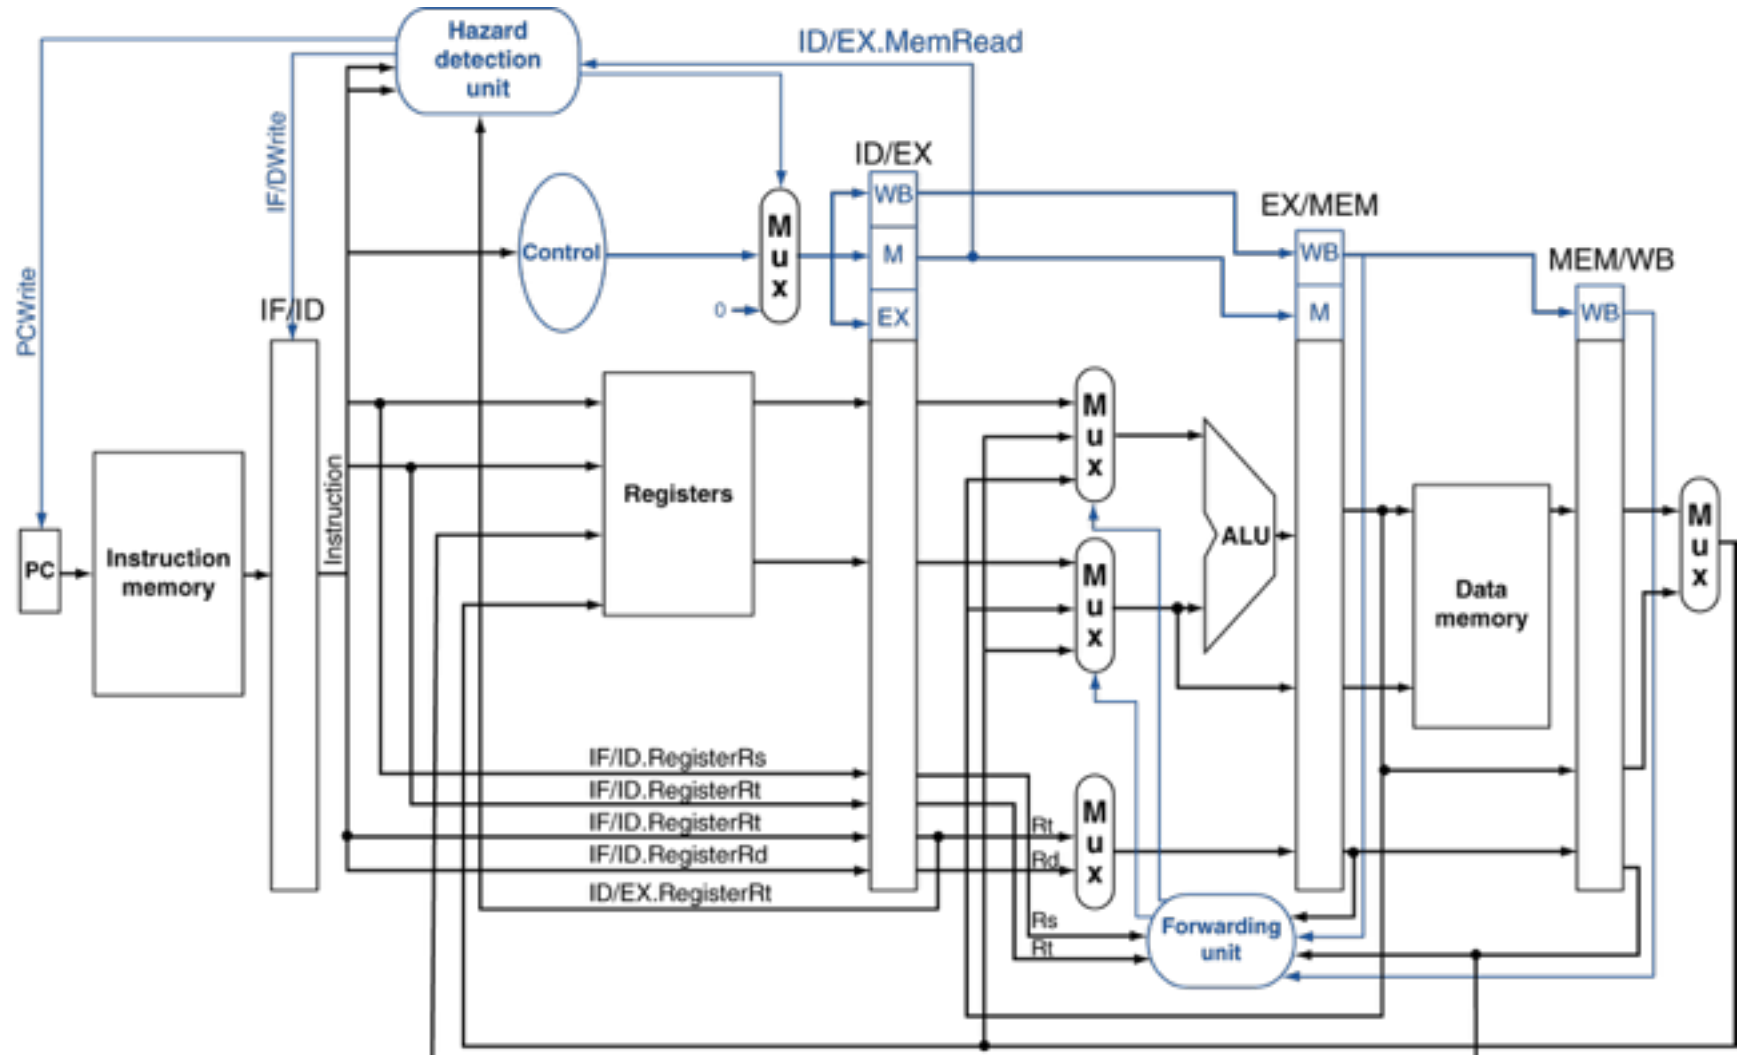 Hazard
detection
unit
ID/EX.MemRead
IF/DWrite
PCWrite
ID/EX
WB
M
EX
Control
M
u
x
0
EX/MEM
WB
M
MEM/WB
WB
IF/ID
PC
Instruction
memory
Instruction
Registers
M
u
x
M
u
x
ALU
Data
memory
M
u
x
IF/ID.RegisterRs
IF/ID.RegisterRt
IF/ID.RegisterRt
IF/ID.RegisterRd
ID/EX.RegisterRt
Rt
Rd
M
u
x
Rs
Rt
Forwarding
unit